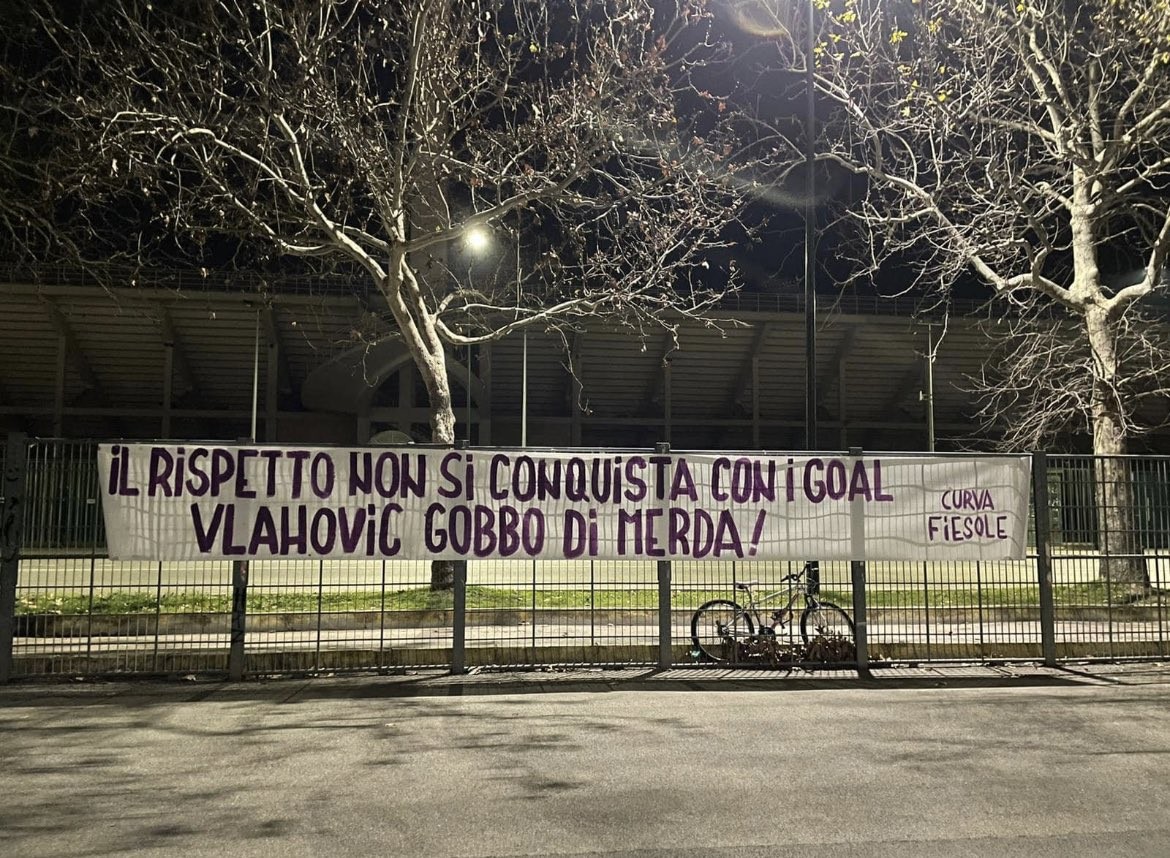 iL RiSPETTO NON Si CONQUiSTA CON i GOAL
VLAHOViC GOBBO Di MERDA!
CURVA
FiESOLE